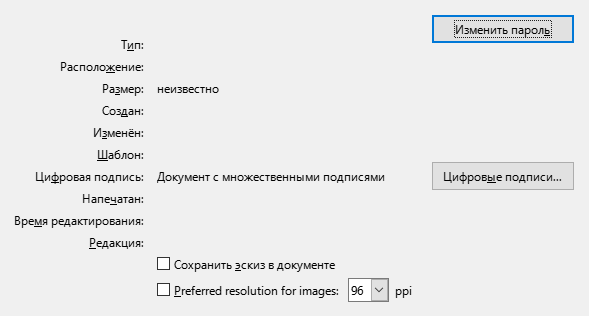 Изменить пароль
Тип:
Расположение:
Размер: неизвестно
Создан:
Изменён:
Шаблон:
Цифровая подпись: Документ с множественными подписями Цифровые подписи...
Напечатан:
Время редактирования:
Редакция:
Сохранить эскиз в документе
Preferred resolution for images: 96 ppi